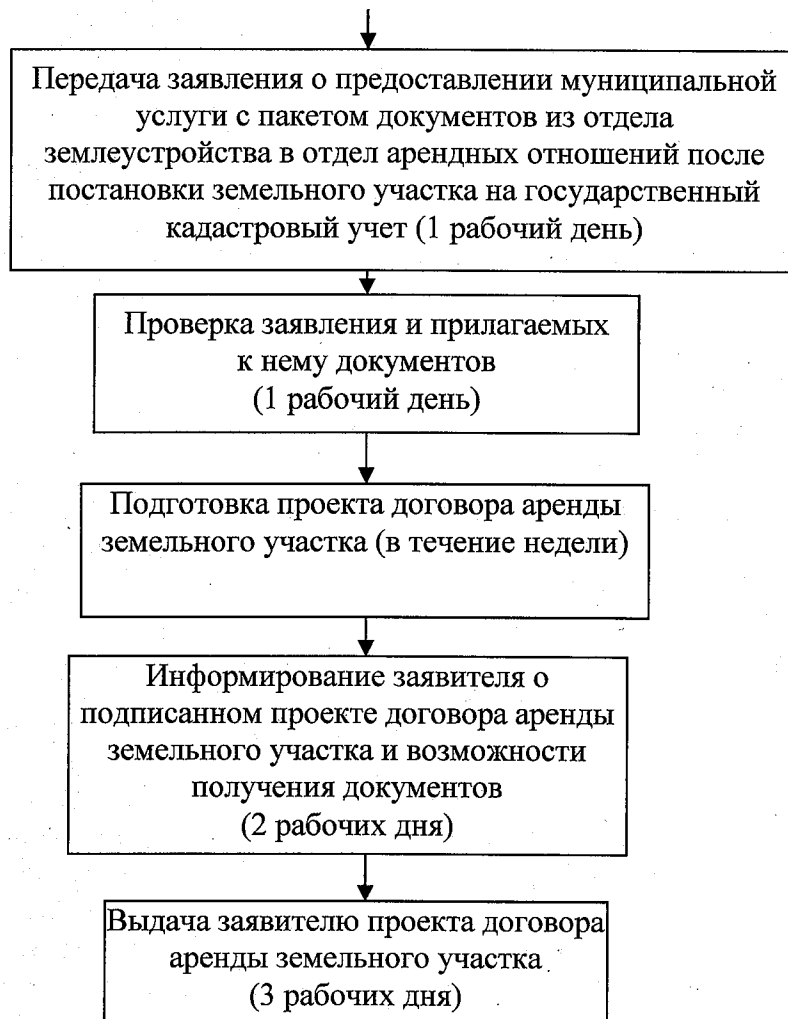 Передача заявления о предоставлении муниципальной
услуги с пакетом документов из отдела
землеустройства в отдел арендных отношений после
постановки земельного участка на государственный
кадастровый учет (1 рабочий день)
Проверка заявления и прилагаемых
к нему документов
(1 рабочий день)
Подготовка проекта договора аренды
земельного участка (в течение недели)
Информирование заявителя о
подписанном проекте договора аренды
земельного участка и возможности
получения документов
(2 рабочих дня)
Выдача заявителю проекта договора
аренды земельного участка
(3 рабочих дня)